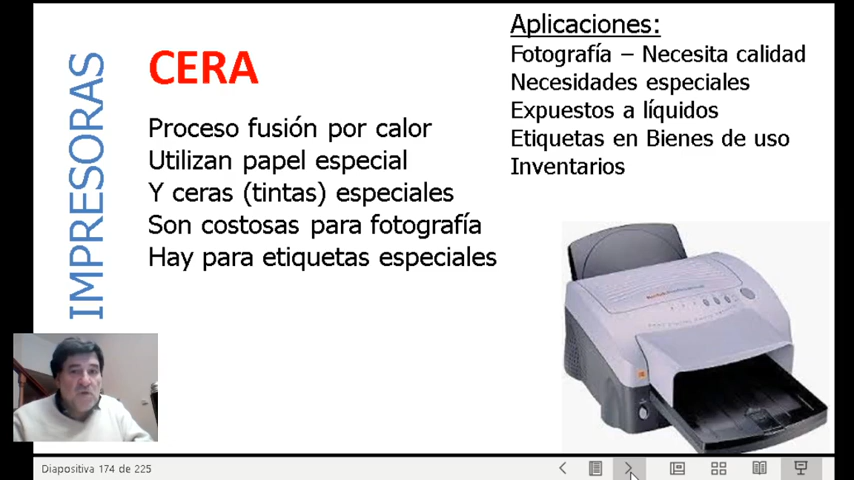 IMPRESORAS
CERA
Proceso fusión por calor
Utilizan papel especial
Y ceras (tintas) especiales
Son costosas para fotografía
Hay para etiquetas especiales
Aplicaciones:
Fotografía – Necesita calidad
Necesidades especiales
Expuestos a líquidos
Etiquetas en Bienes de uso
Inventarios
Diapositiva 174 de 225